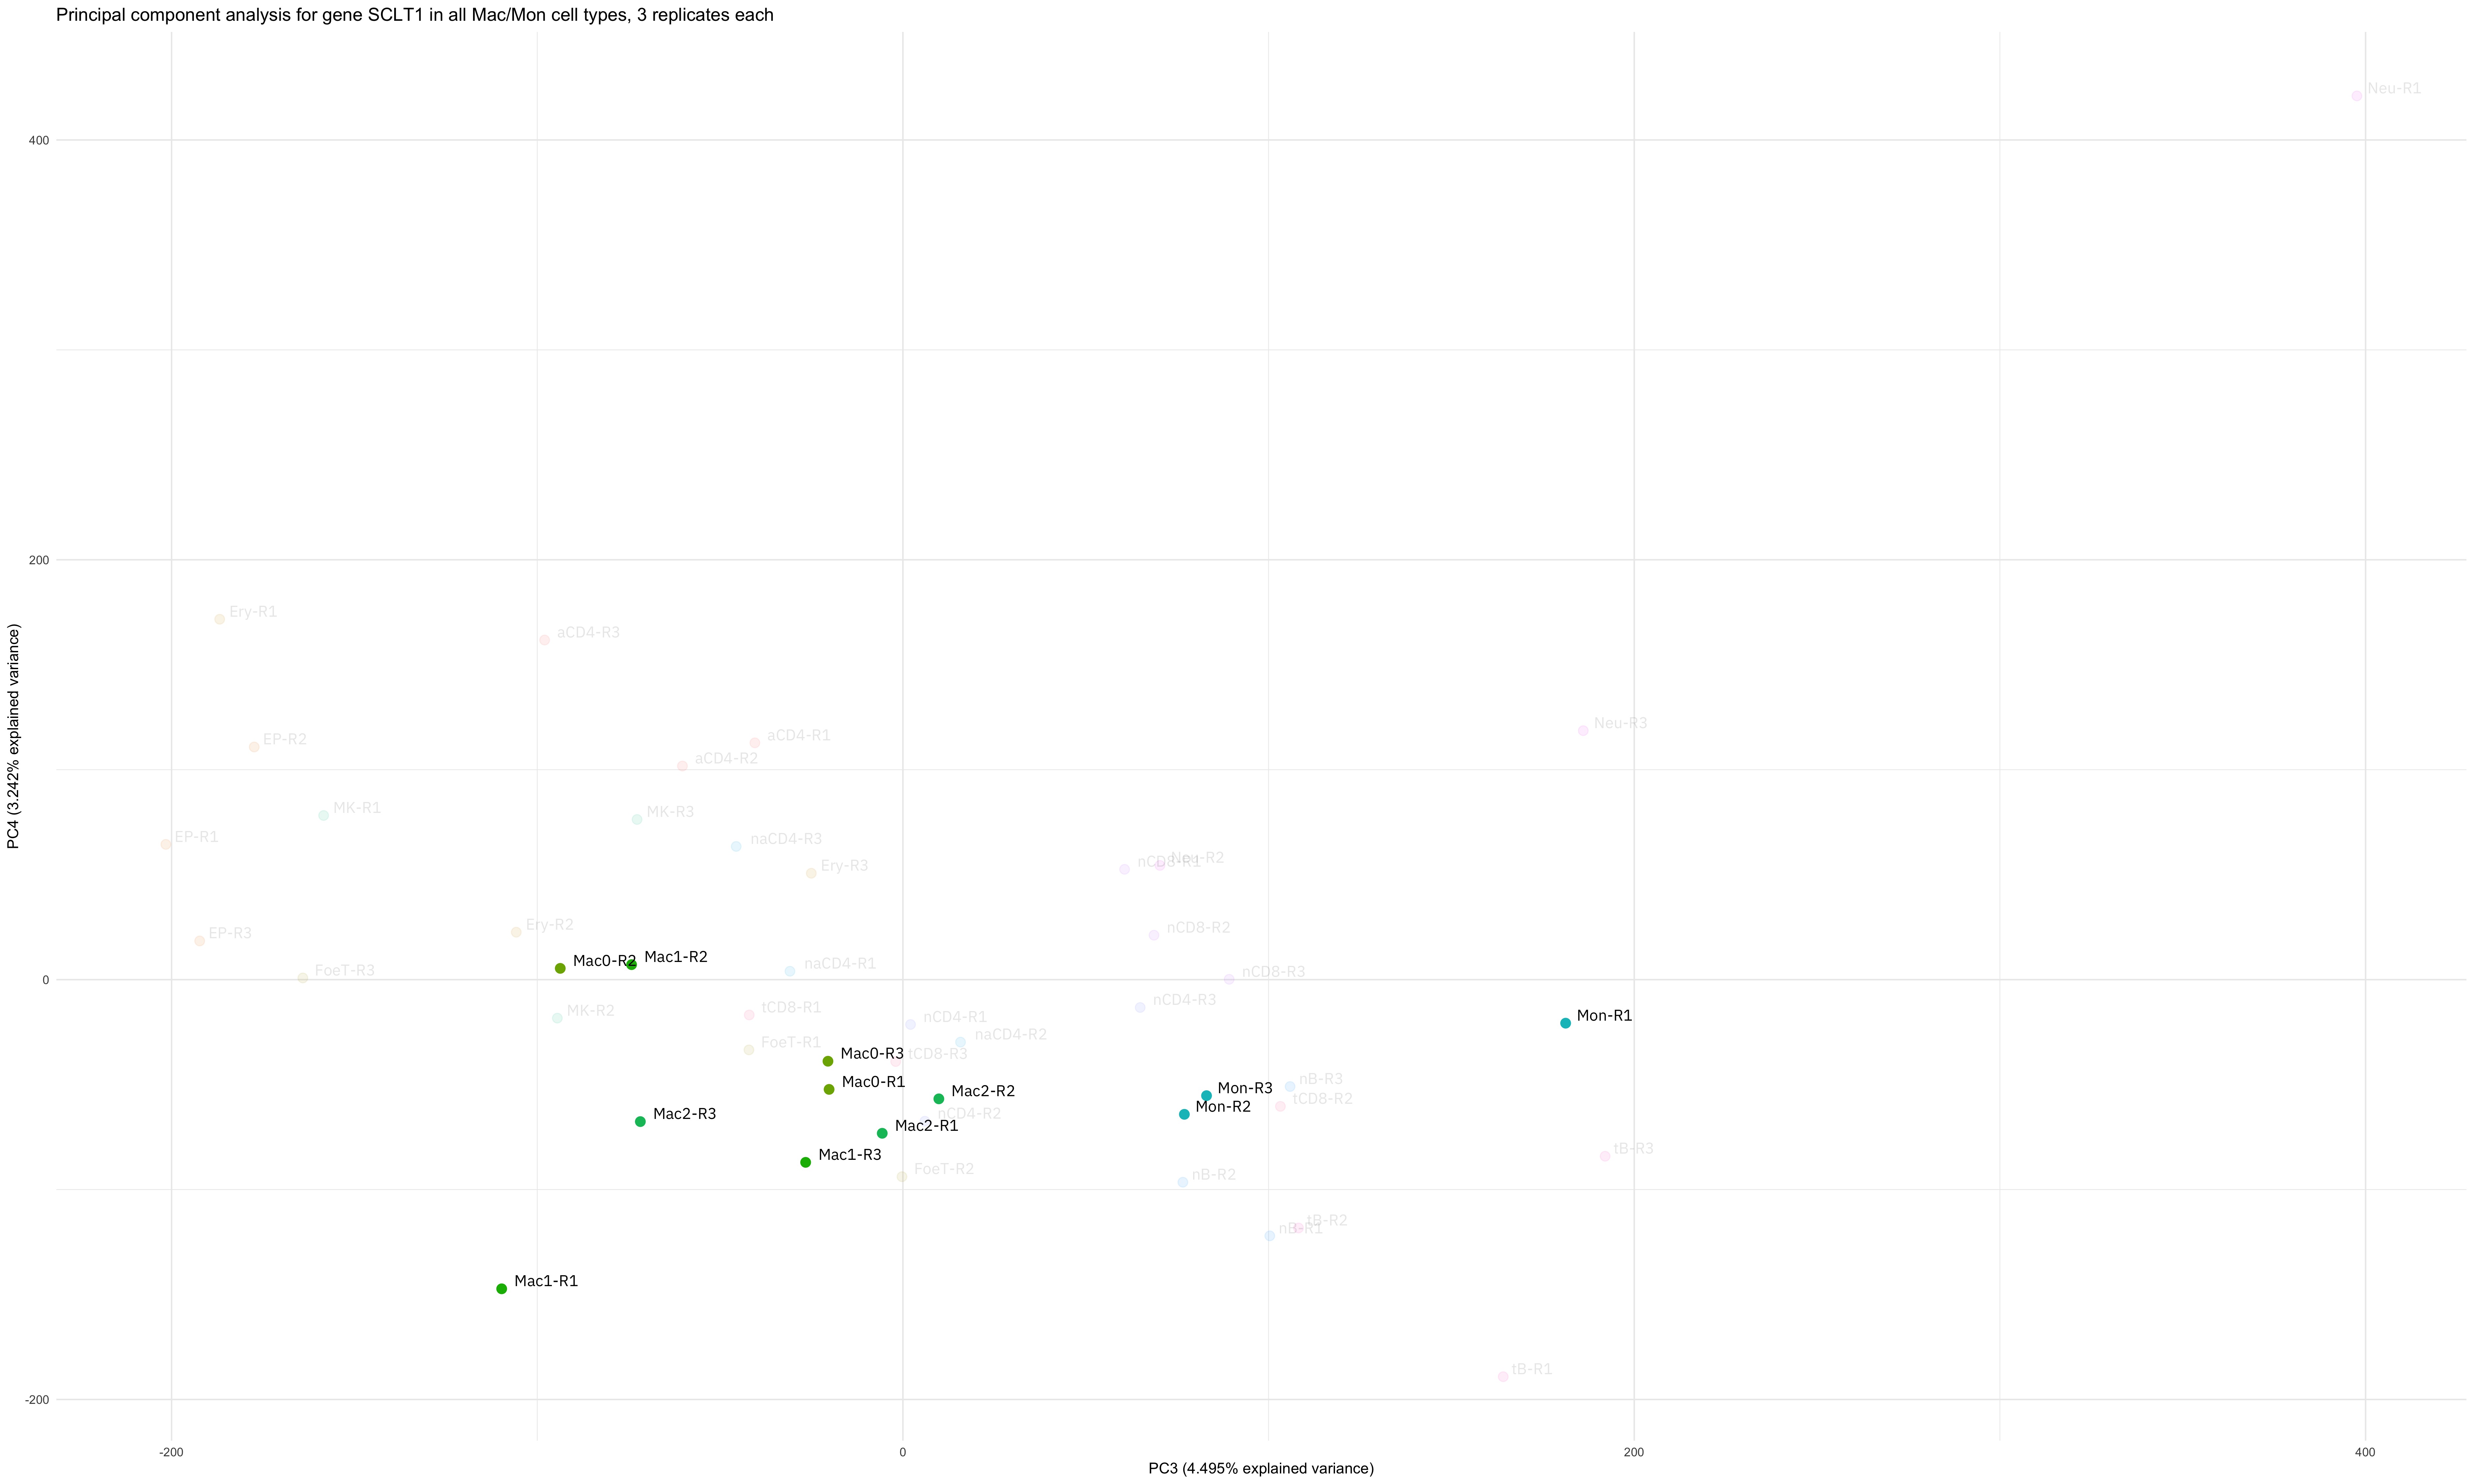 Principal component analysis for gene SCLT1 in all Mac/Mon cell types, 3 replicates each
Neu-R1
400
200
Ery-R1
aCD4-R3
Neu-R3
aCD4-R1
EP-R2
aCD4-R2
MK-R1
MK-R3
EP-R1
naCD4-R3
Neu-R2
nCD8-R1
Ery-R3
Ery-R2
nCD8-R2
EP-R3
Mac1-R2
Mac0-R2
naCD4-R1
FoeT-R3
nCD8-R3
0
nCD4-R3
tCD8-R1
MK-R2
Mon-R1
nCD4-R1
naCD4-R2
FoeT-R1
Mac0-R3
tCD8-R3
nB-R3
Mac0-R1
Mon-R3
Mac2-R2
tCD8-R2
Mon-R2
Mac2-R3
nCD4-R2
Mac2-R1
tB-R3
Mac1-R3
FoeT-R2
nB-R2
tB-R2
nB-R1
Mac1-R1
tB-R1
-200
-200
0
200
400
PC3 (4.495% explained variance)
PC4 (3.242% explained variance)